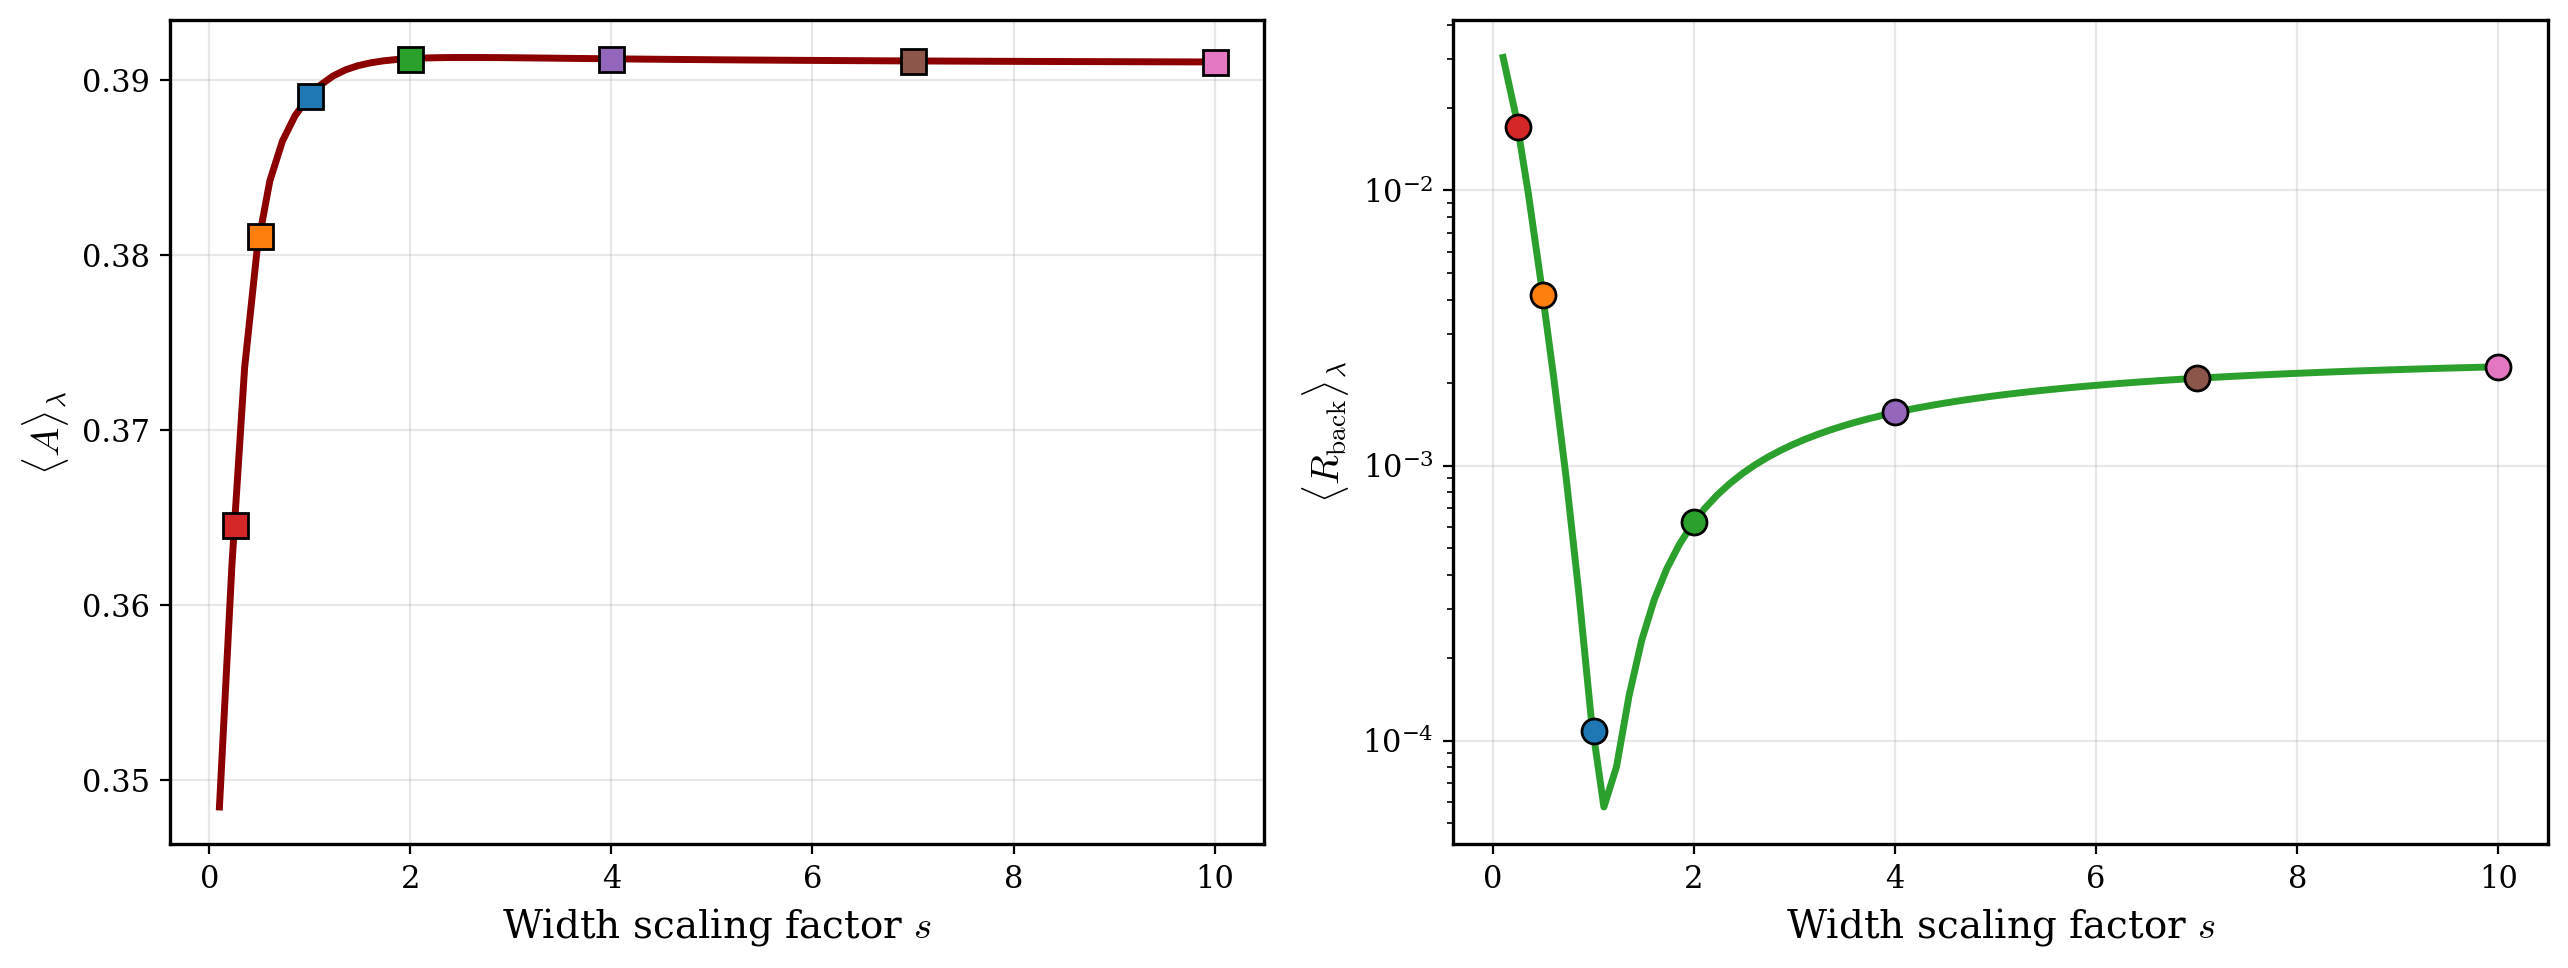 0.39
0.38
0.37
0.36
0.35
⟨A⟩λ
0 2 4 6 8 10
Width scaling factor s
10⁻²
10⁻³
10⁻⁴
⟨R_back⟩λ
0 2 4 6 8 10
Width scaling factor s